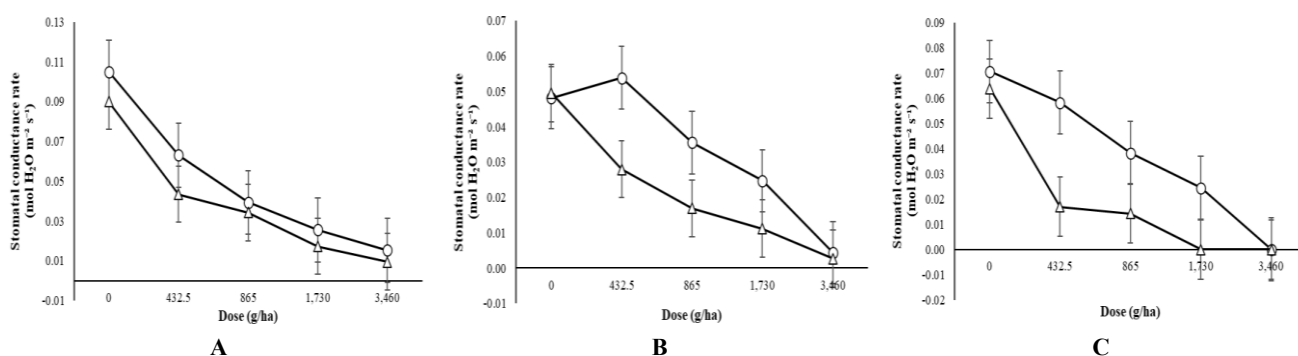 0.13
0.11
0.09
0.07
0.05
0.03
0.01
-0.01
Stomatal conductance rate
(mol H₂O m⁻² s⁻¹)
0 432.5 865 1,730 3,460
Dose (g/ha)
A
0.07
0.06
0.05
0.04
0.03
0.02
0.01
0.00
-0.01
Stomatal conductance rate
(mol H₂O m⁻² s⁻¹)
0 432.5 865 1,730 3,460
Dose (g/ha)
B
0.09
0.08
0.07
0.06
0.05
0.04
0.03
0.02
0.01
0.00
-0.01
-0.02
Stomatal conductance rate
(mol H₂O m⁻² s⁻¹)
0 432.5 865 1,730 3,460
Dose (g/ha)
C